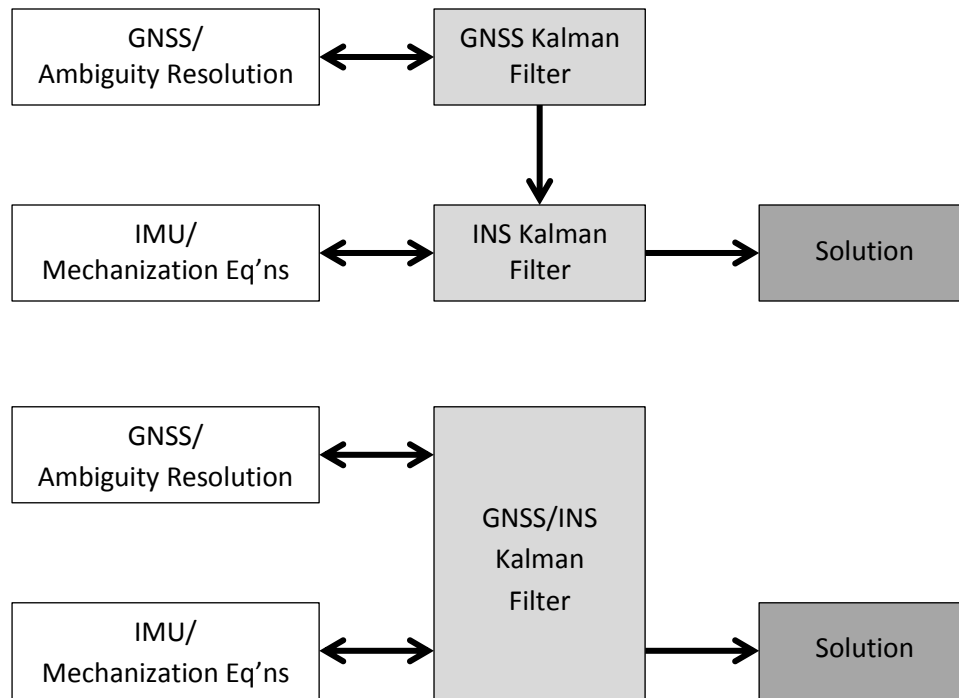 GNSS/
Ambiguity Resolution
GNSS Kalman
Filter
IMU/
Mechanization Eq’ns
INS Kalman
Filter
Solution
GNSS/
Ambiguity Resolution
GNSS/INS
Kalman
Filter
IMU/
Mechanization Eq’ns
Solution